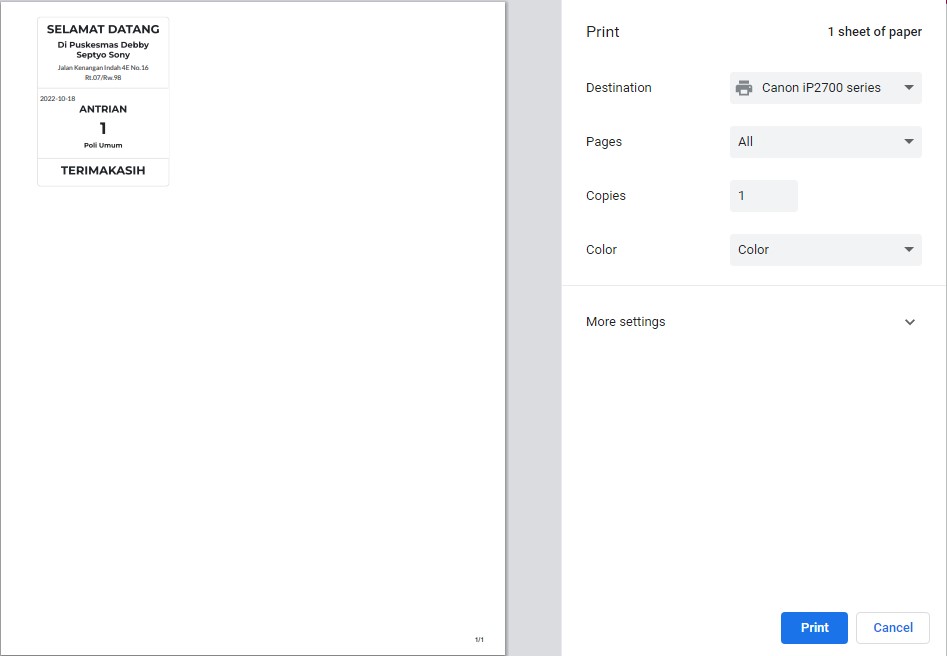 SELAMAT DATANG
Di Puskesmas Debby
Septyo Sony
Jalan Kenangan Indah 4E No.16
Rt.07/Rw.98
2022-10-18
ANTRIAN
1
Poli Umum
TERIMAKASIH
1/1
Print
1 sheet of paper
Destination
Canon iP2700 series
Pages
All
Copies
1
Color
Color
More settings
Print
Cancel